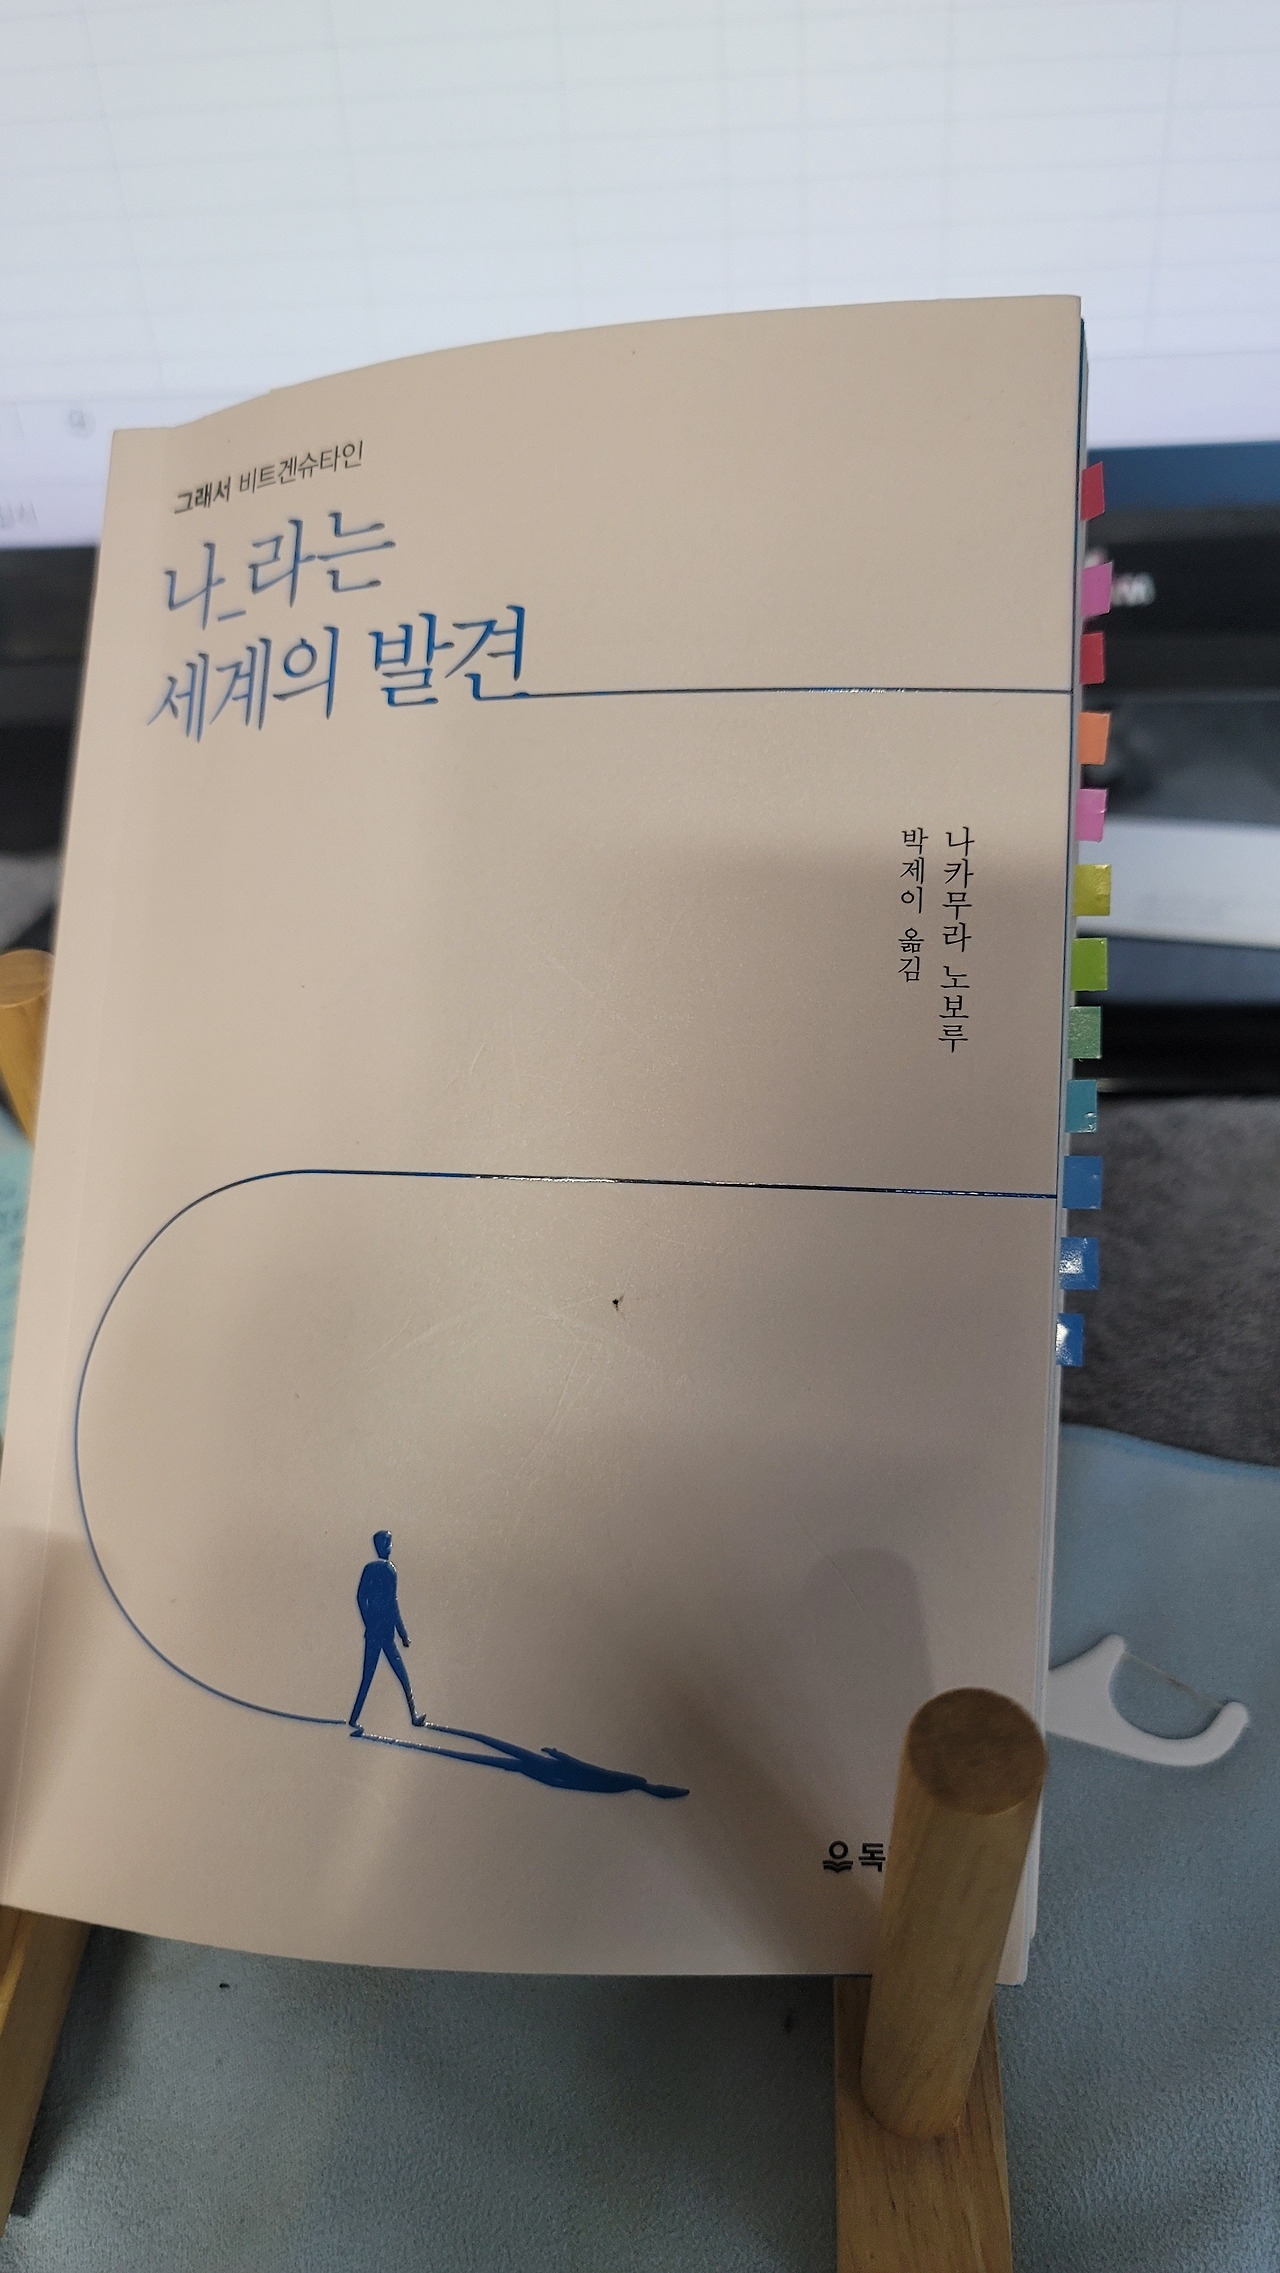 그래서 비트겐슈타인
나_라는
세계의 발견
나카무라 노보루
박제이 옮김
독